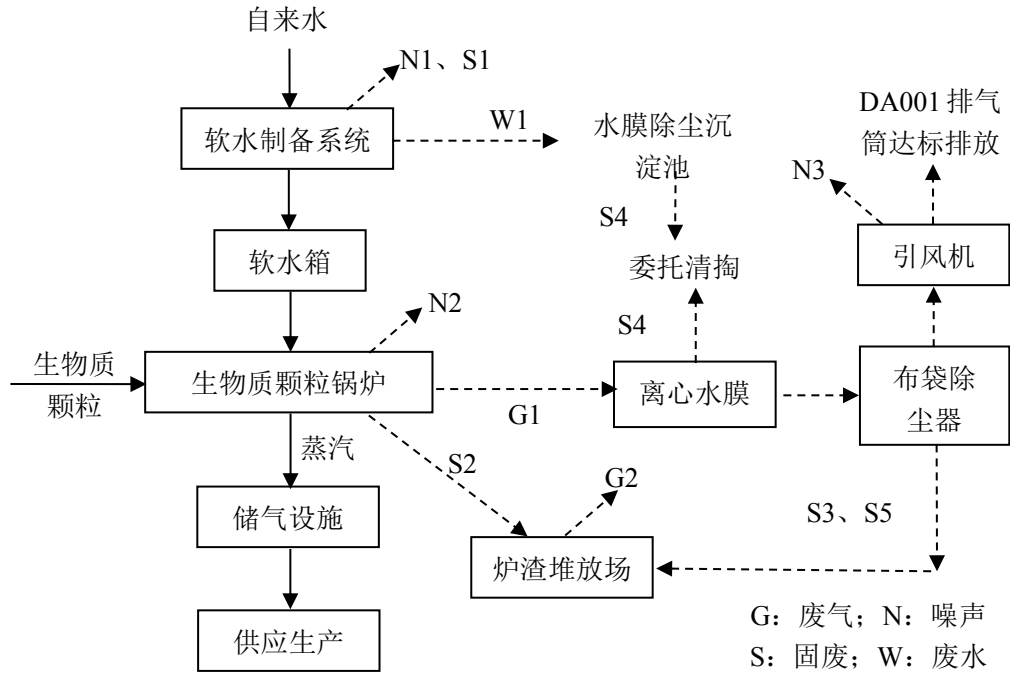 自来水
N1、S1
DA001 排气
筒达标排放
软水制备系统
W1
水膜除尘沉
淀池
N3
S4
引风机
软水箱
委托清掏
N2
S4
生物质
颗粒
生物质颗粒锅炉
G1
离心水膜
布袋除
尘器
蒸汽
S2
G2
S3、S5
储气设施
炉渣堆放场
供应生产
G：废气；N：噪声
S：固废；W：废水